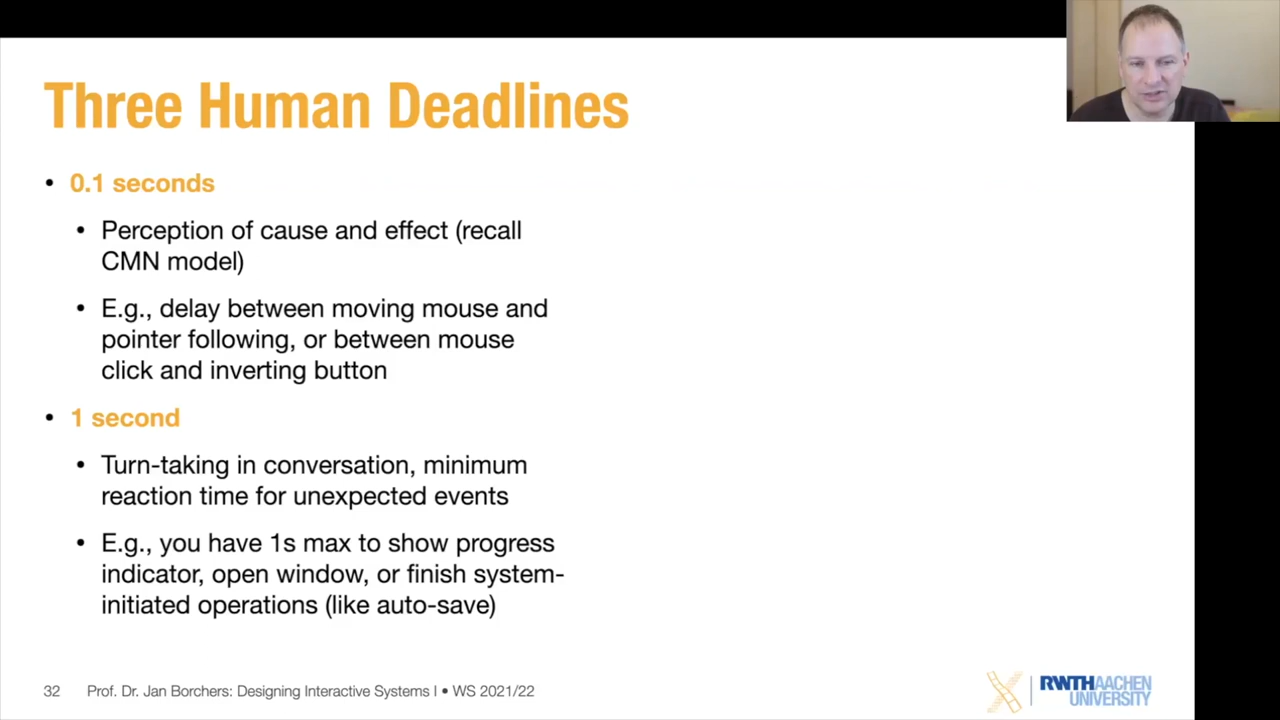 Three Human Deadlines
• 0.1 seconds
• Perception of cause and effect (recall
CMN model)
• E.g., delay between moving mouse and
pointer following, or between mouse
click and inverting button
• 1 second
• Turn-taking in conversation, minimum
reaction time for unexpected events
• E.g., you have 1s max to show progress
indicator, open window, or finish system-
initiated operations (like auto-save)
32 Prof. Dr. Jan Borchers: Designing Interactive Systems I • WS 2021/22
RWTHAACHEN
UNIVERSITY